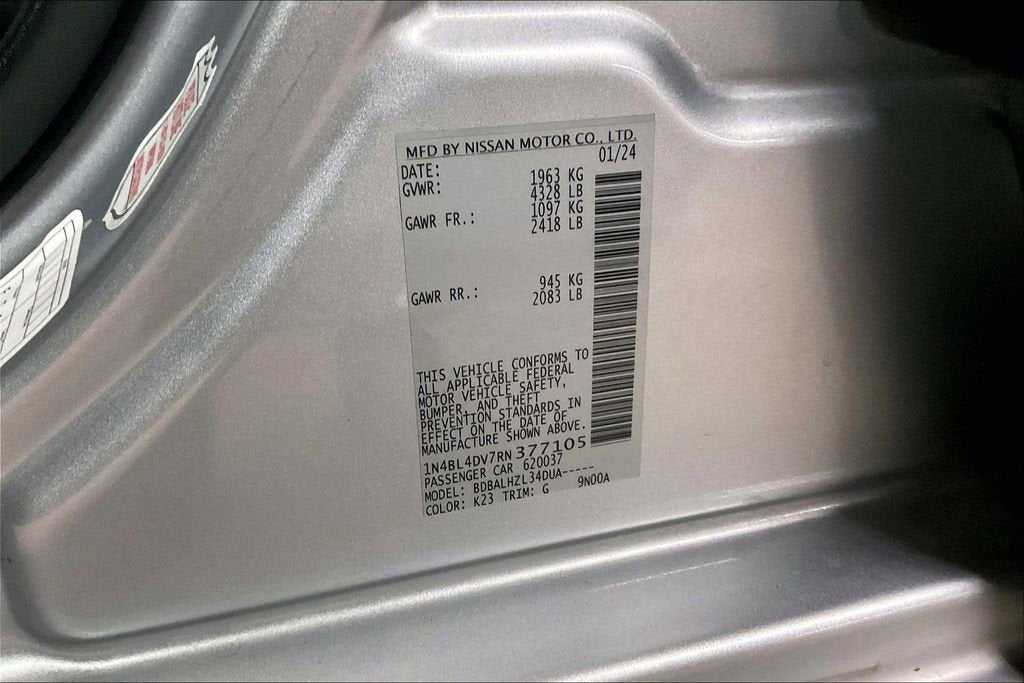 MFD BY NISSAN MOTOR CO., LTD.
DATE: 01/24
GVWR: 1963 KG
4328 LB
GAWR FR.: 1097 KG
2418 LB
GAWR RR.: 945 KG
2083 LB
THIS VEHICLE CONFORMS TO
ALL APPLICABLE FEDERAL
MOTOR VEHICLE SAFETY,
BUMPER, AND THEFT
PREVENTION STANDARDS IN
EFFECT ON THE DATE OF
MANUFACTURE SHOWN ABOVE.
1N4BL4DV7RN377105
PASSENGER CAR 620037
MODEL: BDBALHZL34DUA-----
COLOR: K23 TRIM: G 9N00A